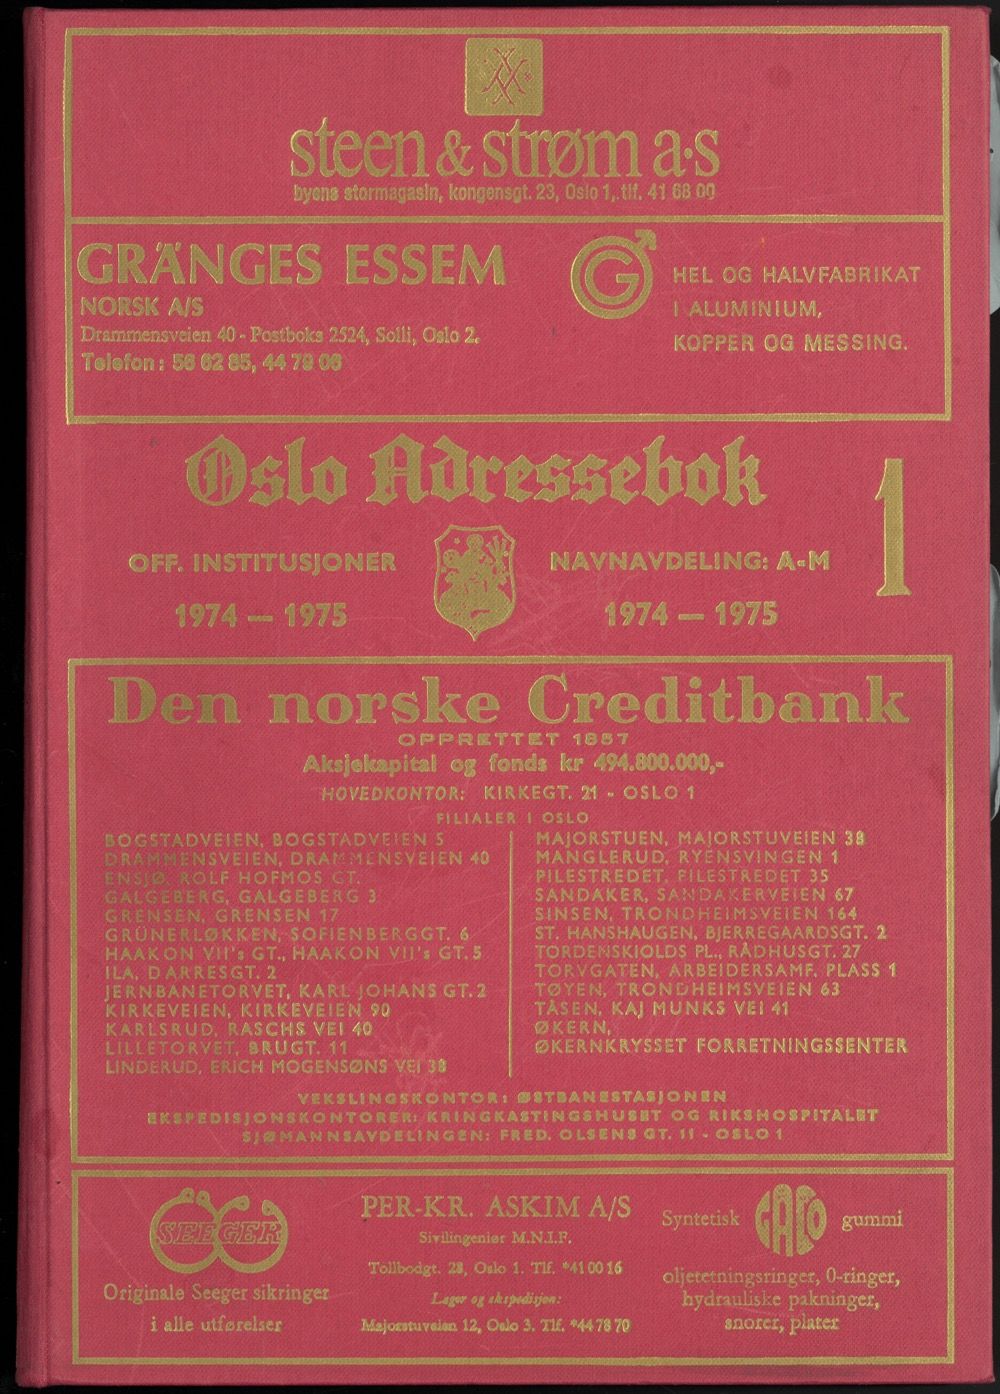 steen & strøm a·s
byens stormagasin, kongensgt. 23, Oslo 1,.tlf. 41 68 00
GRÄNGES ESSEM
NORSK A/S
Drammensveien 40 - Postboks 2524, Solli, Oslo 2.
Telefon: 56 62 85, 44 79 06
G
HEL OG HALVFABRIKAT
I ALUMINIUM,
KOPPER OG MESSING.
Oslo Adressebok
1
OFF. INSTITUSJONER
1974 — 1975
NAVNAVDELING: A-M
1974 — 1975
Den norske Creditbank
OPPRETTET 1857
Aksjekapital og fonds kr 494.800.000,-
HOVEDKONTOR: KIRKEGT. 21 - OSLO 1
FILIALER I OSLO
BOGSTADVEIEN, BOGSTADVEIEN 5
DRAMMENSVEIEN, DRAMMENSVEIEN 40
ENSJØ, ROLF HOFMOS GT.
GALGEBERG, GALGEBERG 3
GRENSEN, GRENSEN 17
GRÜNERLØKKEN, SOFIENBERGGT. 6
HAAKON VII's GT., HAAKON VII's GT. 5
ILA, DARRESGT. 2
JERNBANETORVET, KARL JOHANS GT. 2
KIRKEVEIEN, KIRKEVEIEN 90
KARLSRUD, RASCHS VEI 40
LILLETORVET, BRUGT. 11
LINDERUD, ERICH MOGENSØNS VEI 38
MAJORSTUEN, MAJORSTUVEIEN 38
MANGLERUD, RYENSVINGEN 1
PILESTREDET, PILESTREDET 35
SANDAKER, SANDAKERVEIEN 67
SINSEN, TRONDHEIMSVEIEN 164
ST. HANSHAUGEN, BJERREGAARDSGT. 2
TORDENSKIOLDS PL., RÅDHUSGT. 27
TORVGATEN, ARBEIDERSAMF. PLASS 1
TØYEN, TRONDHEIMSVEIEN 63
TÅSEN, KAJ MUNKS VEI 41
ØKERN,
ØKERNKRYSSET FORRETNINGSSENTER
VEKSLINGSKONTOR: ØSTBANESTASJONEN
EKSPEDISJONSKONTORER: KRINGKASTINGSHUSET OG RIKSHOSPITALET
SJØMANNSAVDELINGEN: FRED. OLSENS GT. 11 - OSLO 1
SEEGER
Originale Seeger sikringer
i alle utførelser
PER-KR. ASKIM A/S
Sivilingeniør M.N.I.F.
Tollbodgt. 28, Oslo 1. Tlf. *41 00 16
Lager og ekspedisjon:
Majorstuveien 12, Oslo 3. Tlf. *44 78 70
Syntetisk GACO gummi
oljetetningsringer, 0-ringer,
hydrauliske pakninger,
snorer, plater